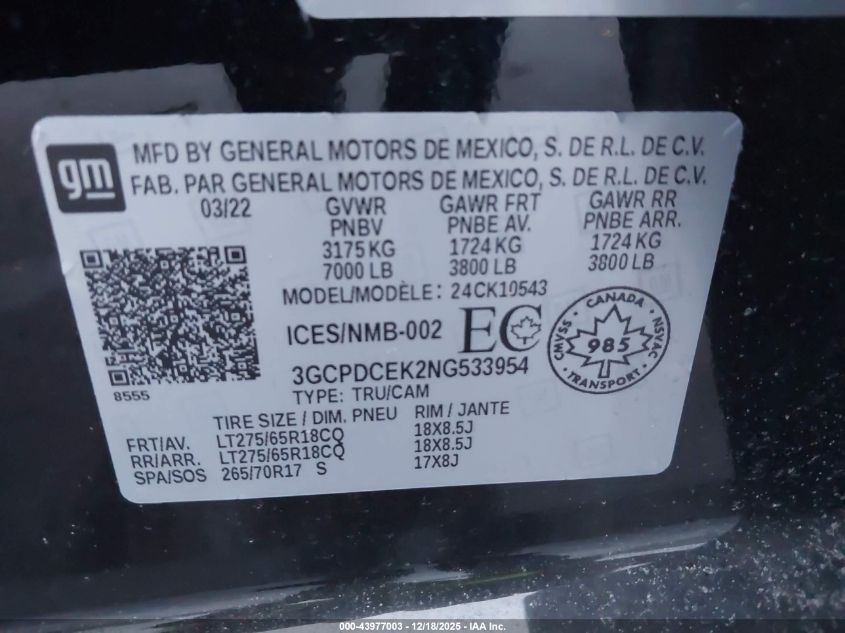 gm
MFD BY GENERAL MOTORS DE MEXICO, S. DE R.L. DE C.V.
FAB. PAR GENERAL MOTORS DE MEXICO, S. DE R.L. DE C.V.
03/22 GVWR GAWR FRT GAWR RR
PNBV PNBE AV. PNBE ARR.
3175 KG 1724 KG 1724 KG
7000 LB 3800 LB 3800 LB
MODEL/MODÈLE: 24CK10543
ICES/NMB-002 EC
CANADA
CMVSS 985 NSVAC
TRANSPORT
3GCPDCEK2NG533954
8555 TYPE: TRU/CAM
TIRE SIZE / DIM. PNEU RIM / JANTE
FRT/AV. LT275/65R18CQ 18X8.5J
RR/ARR. LT275/65R18CQ 18X8.5J
SPA/SOS 265/70R17 S 17X8J
000-43977003 - 12/18/2025 - IAA Inc.